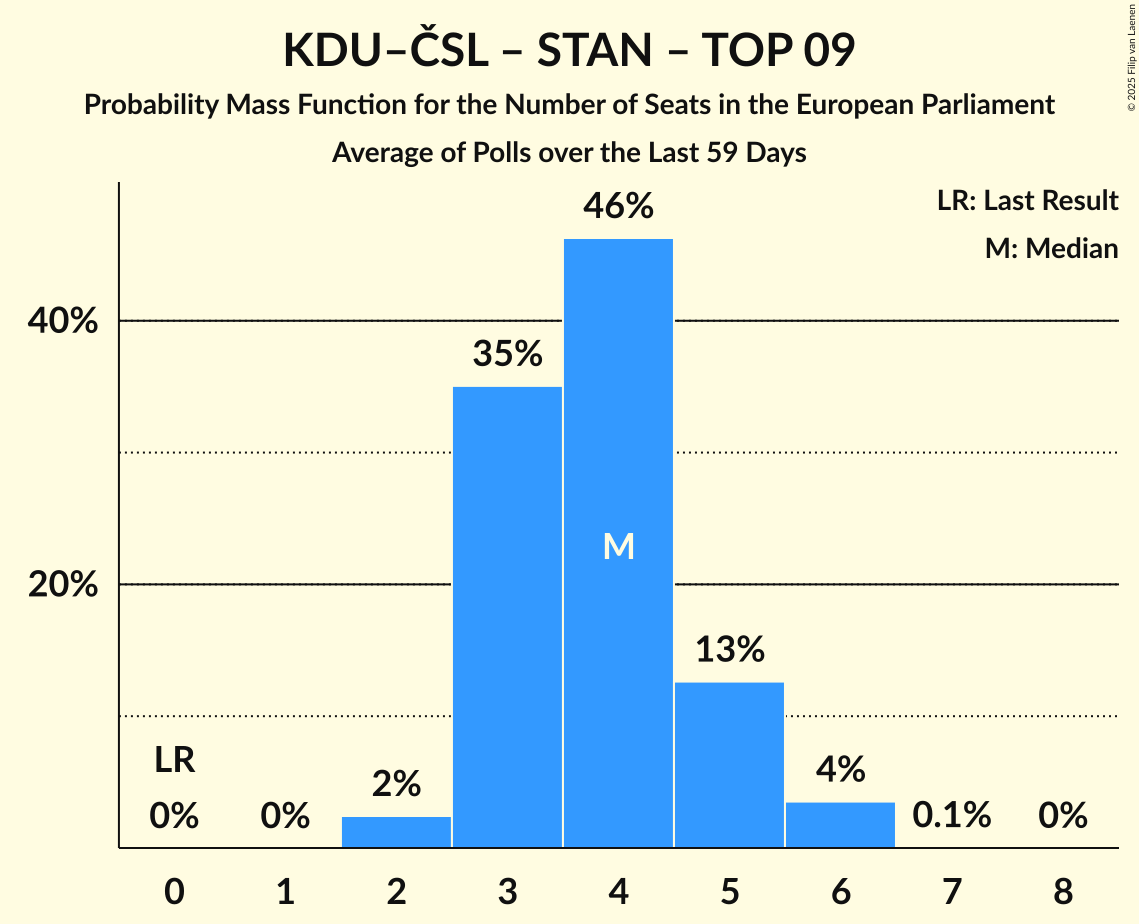 KDU–ČSL – STAN – TOP 09
Probability Mass Function for the Number of Seats in the European Parliament
Average of Polls over the Last 59 Days
© 2025 Filip van Laenen
LR: Last Result
M: Median
46%
40%
35%
M
20%
13%
LR
0%
0%
2%
4%
0.1%
0%
0 1 2 3 4 5 6 7 8